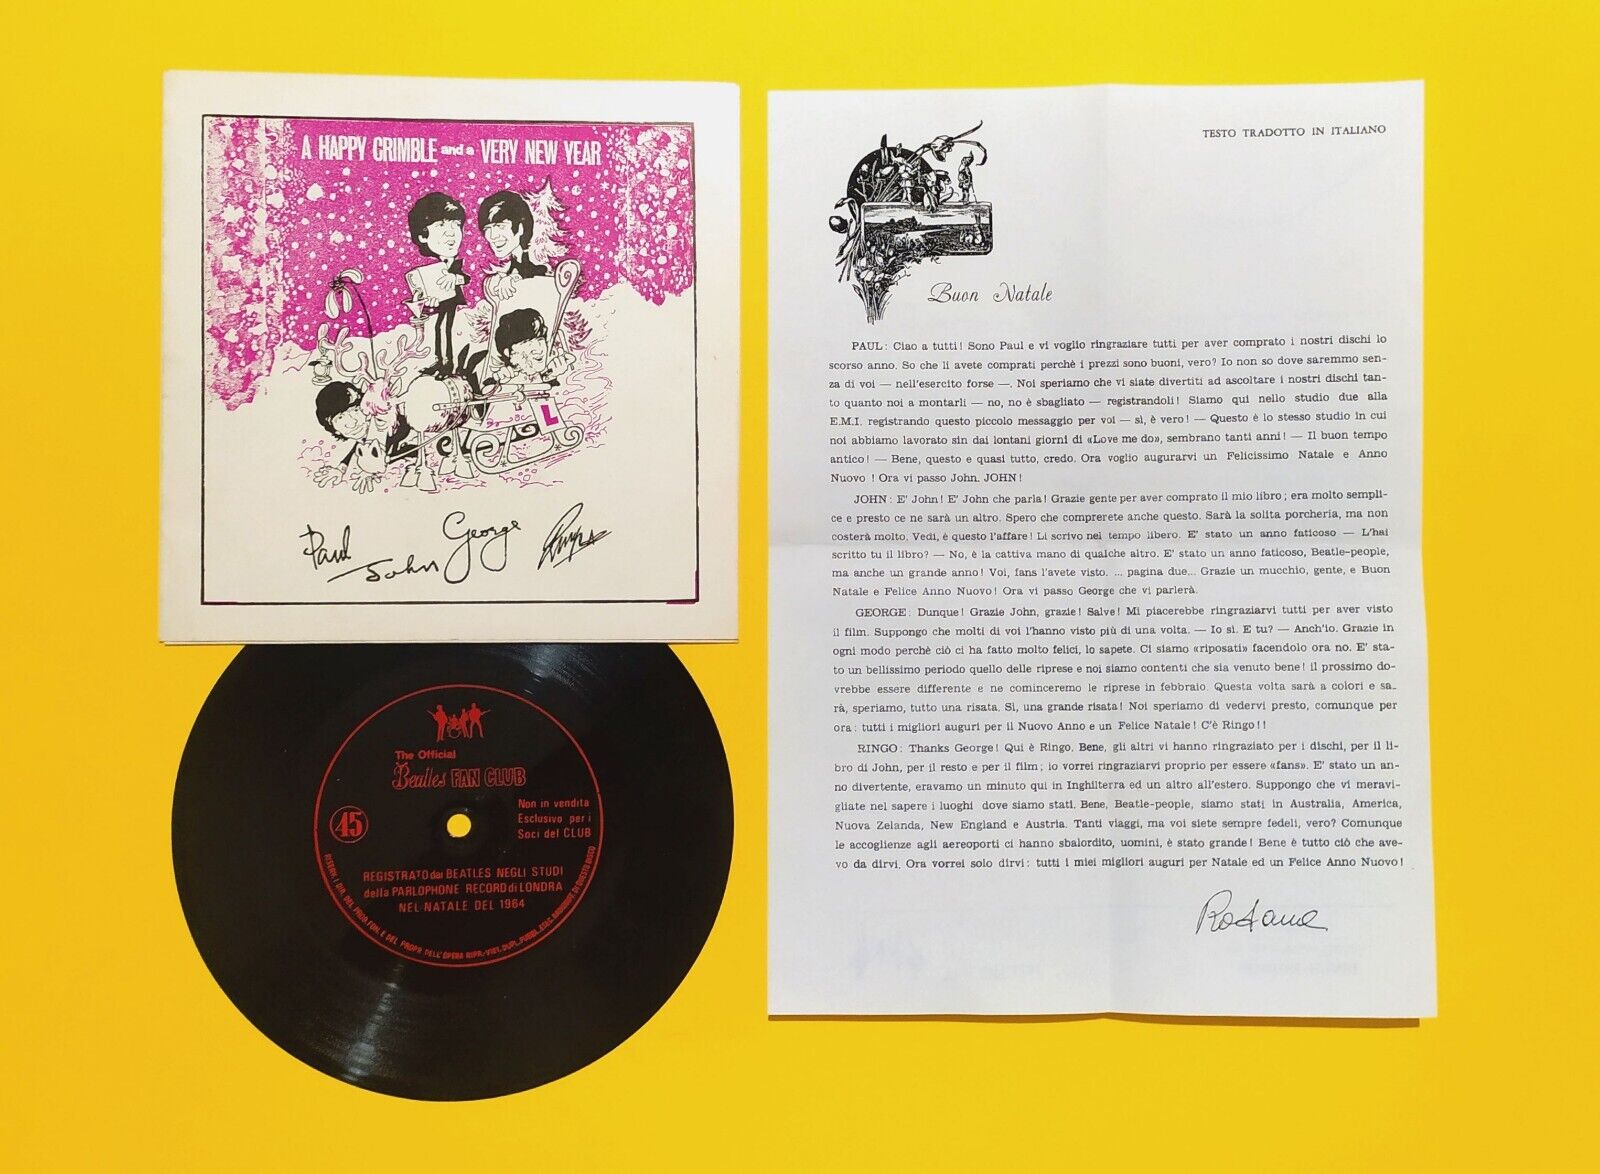 A HAPPY CRIMBLE and a VERY NEW YEAR
L
Paul
John
George
Ringo
The Official
Beatles FAN CLUB
45
Non in vendita
Esclusivo per i
Soci del CLUB
REGISTRATO dai BEATLES NEGLI STUDI
della PARLOPHONE RECORD di LONDRA
NEL NATALE DEL 1964
TESTO TRADOTTO IN ITALIANO
Buon Natale
PAUL: Ciao a tutti! Sono Paul e vi voglio ringraziare tutti per aver comprato i nostri dischi lo
scorso anno. So che li avete comprati perchè i prezzi sono buoni, vero? Io non so dove saremmo sen-
za di voi — nell'esercito forse —. Noi speriamo che vi siate divertiti ad ascoltare i nostri dischi tan-
to quanto noi a montarli — no, no è sbagliato — registrandoli! Siamo qui nello studio due alla
E.M.I. registrando questo piccolo messaggio per voi — sì, è vero! — Questo è lo stesso studio in cui
noi abbiamo lavorato sin dai lontani giorni di «Love me do», sembrano tanti anni! — Il buon tempo
antico! — Bene, questo e quasi tutto, credo. Ora voglio augurarvi un Felicissimo Natale e Anno
Nuovo ! Ora vi passo John. JOHN!
JOHN: E' John! E' John che parla! Grazie gente per aver comprato il mio libro; era molto sempli-
ce e presto ce ne sarà un altro. Spero che comprerete anche questo. Sarà la solita porcheria, ma non
costerà molto. Vedi, è questo l'affare! Li scrivo nel tempo libero. E' stato un anno faticoso — L'hai
scritto tu il libro? — No, è la cattiva mano di qualche altro. E' stato un anno faticoso, Beatle-people,
ma anche un grande anno! Voi, fans l'avete visto. ... pagina due... Grazie un mucchio, gente, e Buon
Natale e Felice Anno Nuovo! Ora vi passo George che vi parlerà.
GEORGE: Dunque! Grazie John, grazie! Salve! Mi piacerebbe ringraziarvi tutti per aver visto
il film. Suppongo che molti di voi l'hanno visto più di una volta. — Io sì. E tu? — Anch'io. Grazie in
ogni modo perchè ciò ci ha fatto molto felici, lo sapete. Ci siamo «riposati» facendolo ora no. E' sta-
to un bellissimo periodo quello delle riprese e noi siamo contenti che sia venuto bene! il prossimo do-
vrebbe essere differente e ne cominceremo le riprese in febbraio. Questa volta sarà a colori e sa-
rà, speriamo, tutto una risata. Sì, una grande risata! Noi speriamo di vedervi presto, comunque per
ora: tutti i migliori auguri per il Nuovo Anno e un Felice Natale! C'è Ringo!!
RINGO: Thanks George! Qui è Ringo. Bene, gli altri vi hanno ringraziato per i dischi, per il li-
bro di John, per il resto e per il film; io vorrei ringraziarvi proprio per essere «fans». E' stato un an-
no divertente, eravamo un minuto qui in Inghilterra ed un altro all'estero. Suppongo che vi meravi-
gliate nel sapere i luoghi dove siamo stati. Bene, Beatle-people, siamo stati in Australia, America,
Nuova Zelanda, New England e Austria. Tanti viaggi, ma voi siete sempre fedeli, vero? Comunque
le accoglienze agli aereoporti ci hanno sbalordito, uomini, è stato grande! Bene è tutto ciò che ave-
vo da dirvi. Ora vorrei solo dirvi: tutti i miei migliori auguri per Natale ed un Felice Anno Nuovo!